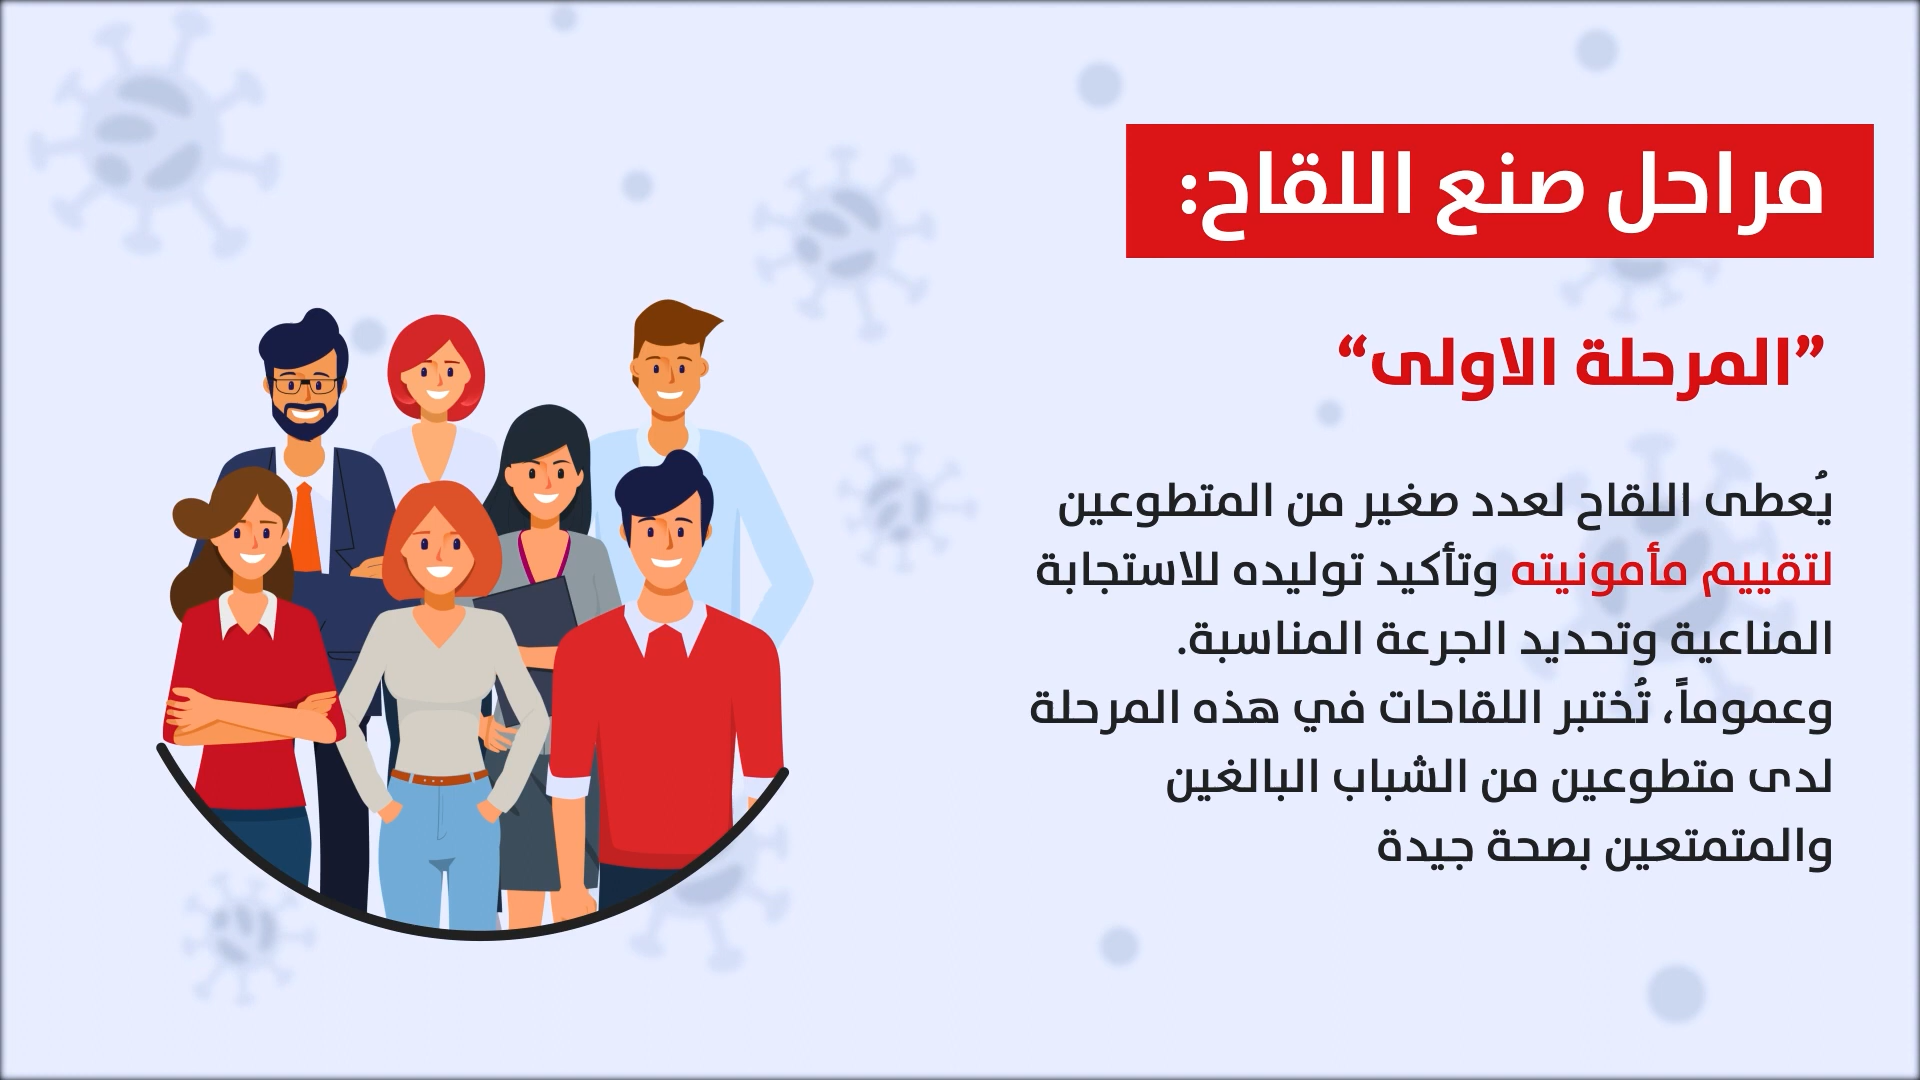 مراحل صنع اللقاح:
”المرحلة الاولى“
يُعطى اللقاح لعدد صغير من المتطوعين
لتقييم مأمونيته وتأكيد توليده للاستجابة
المناعية وتحديد الجرعة المناسبة.
وعموماً، تُختبر اللقاحات في هذه المرحلة
لدى متطوعين من الشباب البالغين
والمتمتعين بصحة جيدة